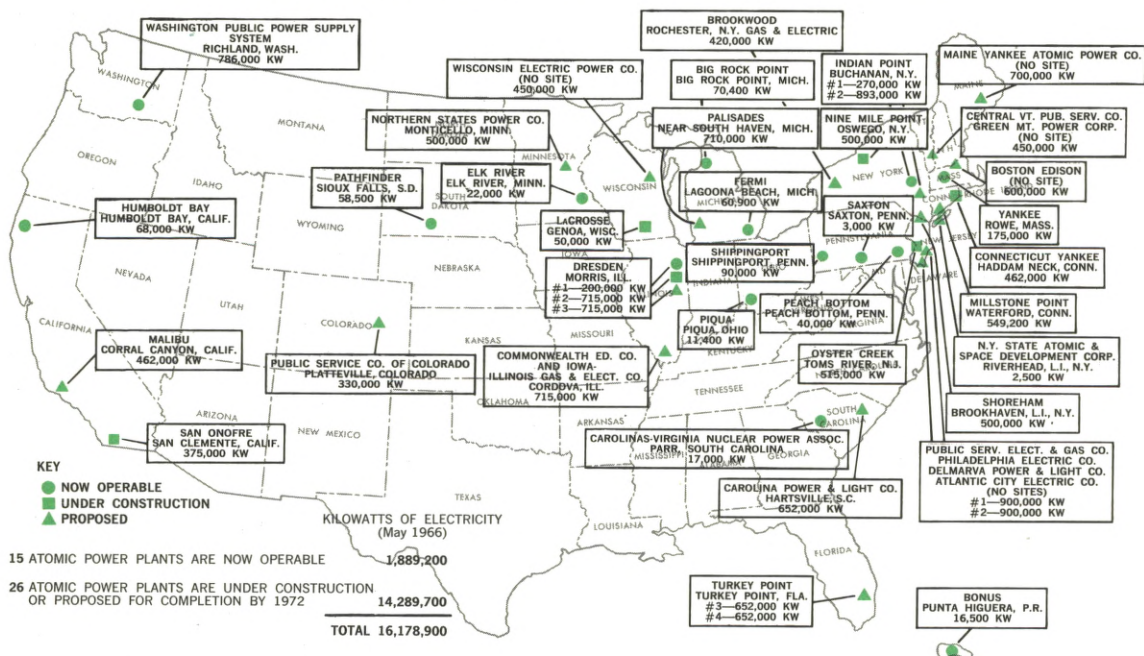 WASHINGTON PUBLIC POWER SUPPLY
SYSTEM
RICHLAND, WASH.
786,000 KW
WISCONSIN ELECTRIC POWER CO.
(NO SITE)
450,000 KW
BROOKWOOD
ROCHESTER, N.Y. GAS & ELECTRIC
420,000 KW
BIG ROCK POINT
BIG ROCK POINT, MICH.
70,400 KW
INDIAN POINT
BUCHANAN, N.Y.
#1—270,000 KW
#2—893,000 KW
MAINE YANKEE ATOMIC POWER CO.
(NO SITE)
700,000 KW
NORTHERN STATES POWER CO.
MONTICELLO, MINN.
500,000 KW
PALISADES
NEAR SOUTH HAVEN, MICH.
710,000 KW
NINE MILE POINT
OSWEGO, N.Y.
500,000 KW
CENTRAL VT. PUB. SERV. CO.
GREEN MT. POWER CORP.
(NO SITE)
450,000 KW
PATHFINDER
SIOUX FALLS, S.D.
58,500 KW
ELK RIVER
ELK RIVER, MINN.
22,000 KW
FERMI
LAGOONA BEACH, MICH.
60,900 KW
BOSTON EDISON
(NO SITE)
600,000 KW
HUMBOLDT BAY
HUMBOLDT BAY, CALIF.
68,000 KW
LaCROSSE
GENOA, WISC.
50,000 KW
SAXTON
SAXTON, PENN.
3,000 KW
YANKEE
ROWE, MASS.
175,000 KW
SHIPPINGPORT
SHIPPINGPORT, PENN.
90,000 KW
CONNECTICUT YANKEE
HADDAM NECK, CONN.
462,000 KW
DRESDEN
MORRIS, ILL.
#1—200,000 KW
#2—715,000 KW
#3—715,000 KW
PEACH BOTTOM
PEACH BOTTOM, PENN.
40,000 KW
MILLSTONE POINT
WATERFORD, CONN.
549,200 KW
PIQUA
PIQUA, OHIO
11,400 KW
MALIBU
CORRAL CANYON, CALIF.
462,000 KW
PUBLIC SERVICE CO. OF COLORADO
PLATTEVILLE, COLORADO
330,000 KW
COMMONWEALTH ED. CO.
AND IOWA-
ILLINOIS GAS & ELECT. CO.
CORDOVA, ILL.
715,000 KW
OYSTER CREEK
TOMS RIVER, N.J.
515,000 KW
N.Y. STATE ATOMIC &
SPACE DEVELOPMENT CORP.
RIVERHEAD, L.I., N.Y.
2,500 KW
SHOREHAM
BROOKHAVEN, L.I., N.Y.
500,000 KW
SAN ONOFRE
SAN CLEMENTE, CALIF.
375,000 KW
CAROLINAS-VIRGINIA NUCLEAR POWER ASSOC.
PARR, SOUTH CAROLINA
17,000 KW
PUBLIC SERV. ELECT. & GAS CO.
PHILADELPHIA ELECTRIC CO.
DELMARVA POWER & LIGHT CO.
ATLANTIC CITY ELECTRIC CO.
(NO SITES)
#1—900,000 KW
#2—900,000 KW
CAROLINA POWER & LIGHT CO.
HARTSVILLE, S.C.
652,000 KW
TURKEY POINT
TURKEY POINT, FLA.
#3—652,000 KW
#4—652,000 KW
BONUS
PUNTA HIGUERA, P.R.
16,500 KW
WASHINGTON
MONTANA
OREGON
IDAHO
WYOMING
NEVADA
UTAH
COLORADO
CALIFORNIA
ARIZONA
NEW MEXICO
SOUTH
DAKOTA
NEBRASKA
KANSAS
OKLAHOMA
TEXAS
MINNESOTA
WISCONSIN
IOWA
MISSOURI
ARKANSAS
LOUISIANA
INDIANA
KENTUCKY
TENNESSEE
MISSISSIPPI
ALABAMA
GEORGIA
FLORIDA
SOUTH
CAROLINA
PENNSYLVANIA
NEW YORK
NEW JERSEY
DELAWARE
MD
MASS
MAINE
KEY
NOW OPERABLE
UNDER CONSTRUCTION
PROPOSED
KILOWATTS OF ELECTRICITY
(May 1966)
15 ATOMIC POWER PLANTS ARE NOW OPERABLE 1,889,200
26 ATOMIC POWER PLANTS ARE UNDER CONSTRUCTION
OR PROPOSED FOR COMPLETION BY 1972 14,289,700
TOTAL 16,178,900